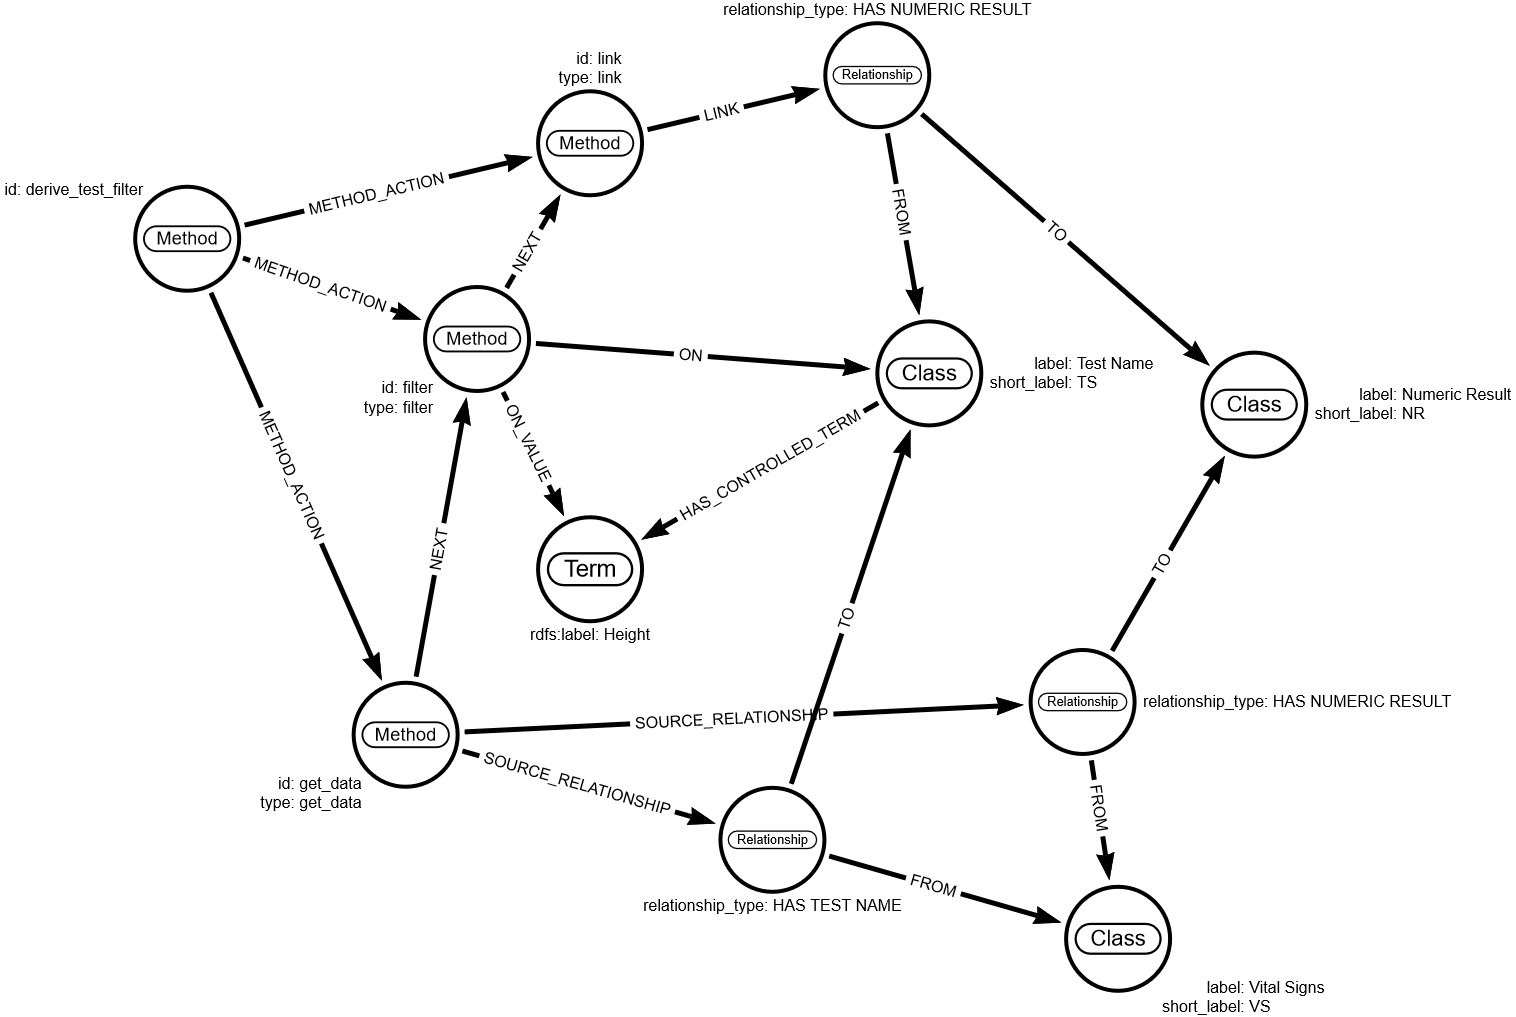 relationship_type: HAS NUMERIC RESULT
Relationship
id: link
type: link
Method
LINK
id: derive_test_filter
Method
METHOD_ACTION
METHOD_ACTION
METHOD_ACTION
NEXT
FROM
TO
Method
id: filter
type: filter
ON
ON_VALUE
Class
label: Test Name
short_label: TS
Class
label: Numeric Result
short_label: NR
HAS_CONTROLLED_TERM
NEXT
Term
rdfs:label: Height
TO
TO
Method
id: get_data
type: get_data
SOURCE_RELATIONSHIP
SOURCE_RELATIONSHIP
Relationship
relationship_type: HAS NUMERIC RESULT
Relationship
relationship_type: HAS TEST NAME
FROM
FROM
Class
label: Vital Signs
short_label: VS